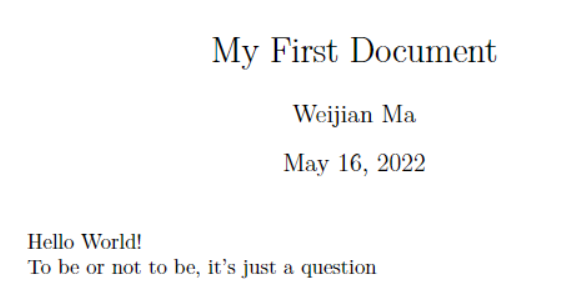 My First Document
Weijian Ma
May 16, 2022
Hello World!
To be or not to be, it's just a question